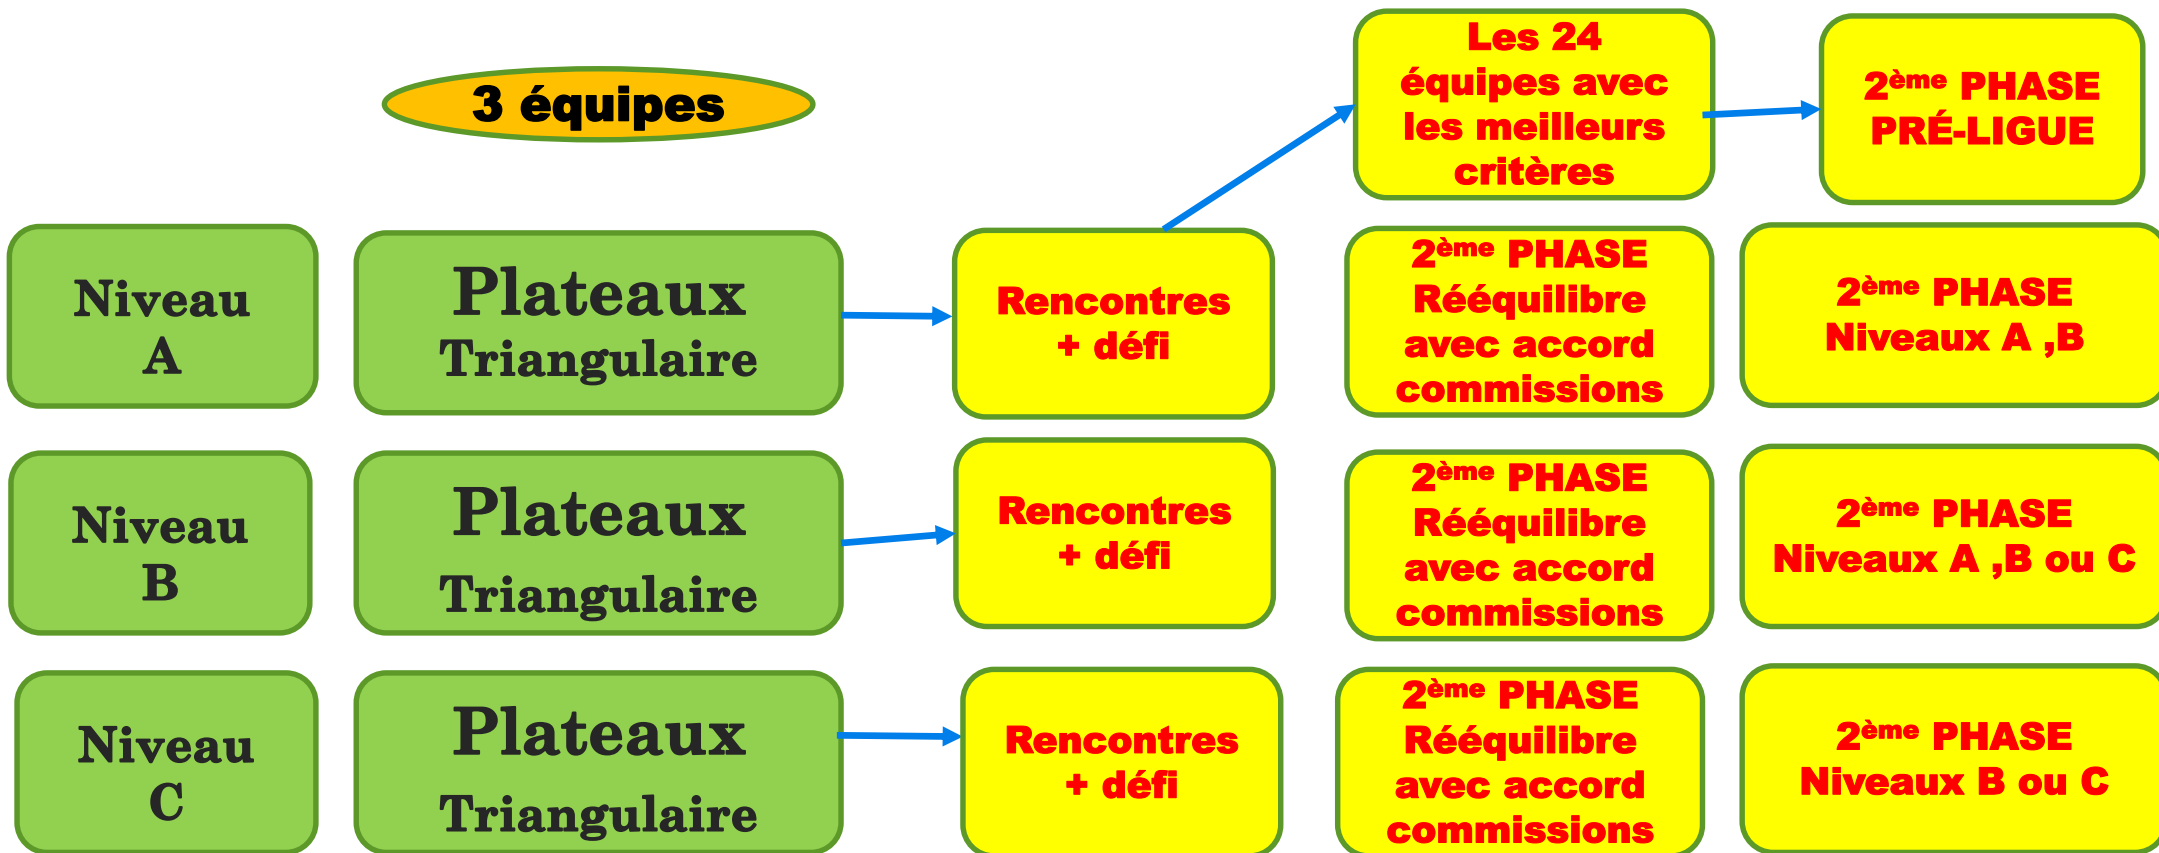 3 équipes
Les 24
équipes avec
les meilleurs
critères
2ème PHASE
PRÉ-LIGUE
Niveau
A
Plateaux
Triangulaire
Rencontres
+ défi
2ème PHASE
Rééquilibre
avec accord
commissions
2ème PHASE
Niveaux A ,B
Niveau
B
Plateaux
Triangulaire
Rencontres
+ défi
2ème PHASE
Rééquilibre
avec accord
commissions
2ème PHASE
Niveaux A ,B ou C
Niveau
C
Plateaux
Triangulaire
Rencontres
+ défi
2ème PHASE
Rééquilibre
avec accord
commissions
2ème PHASE
Niveaux B ou C